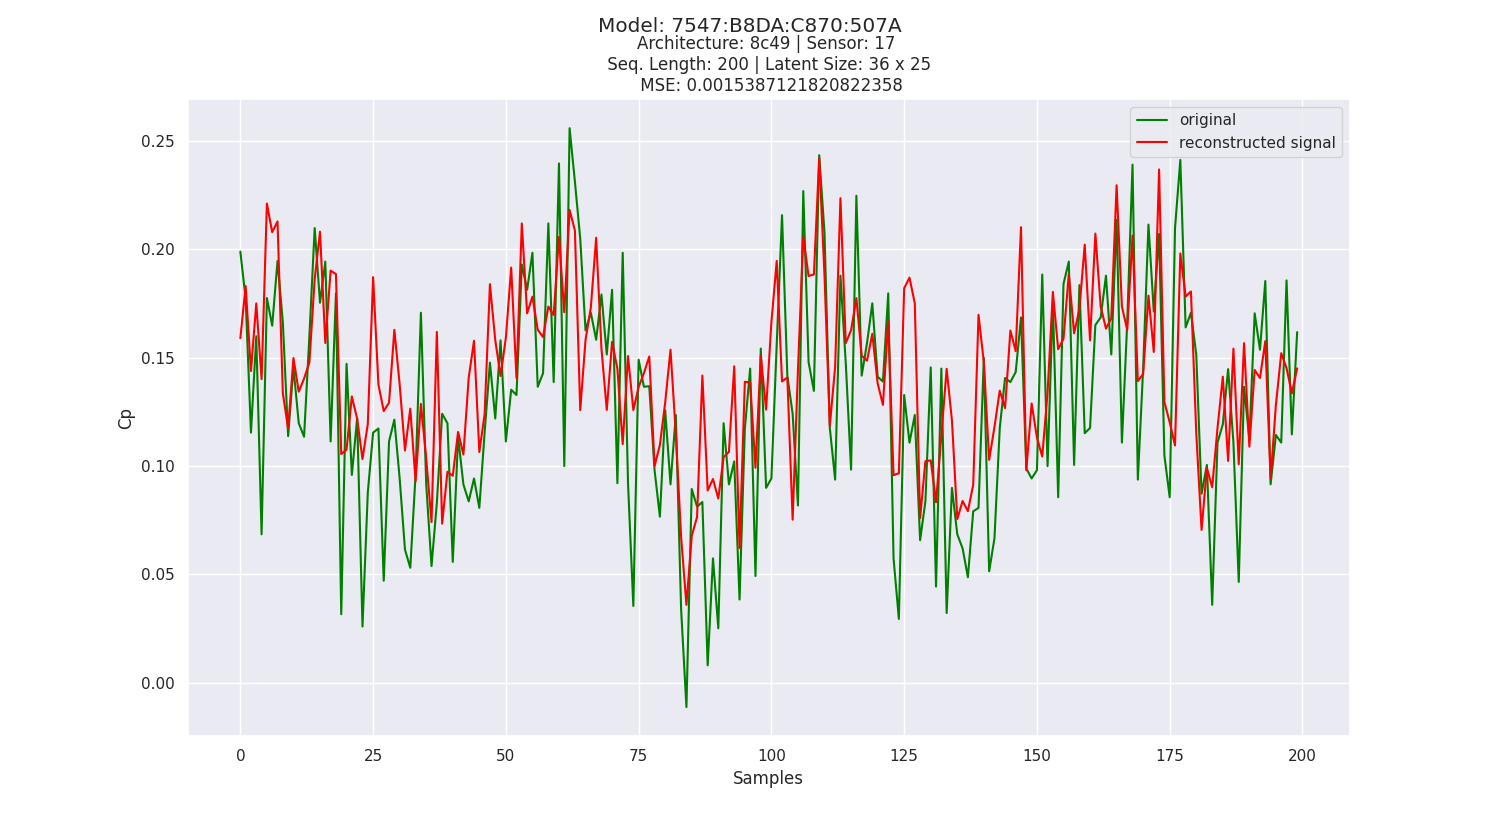 Model: 7547:B8DA:C870:507A
Architecture: 8c49 | Sensor: 17
Seq. Length: 200 | Latent Size: 36 x 25
MSE: 0.0015387121820822358
original
reconstructed signal
0.25
0.20
0.15
0.10
0.05
0.00
Cp
0 25 50 75 100 125 150 175 200
Samples